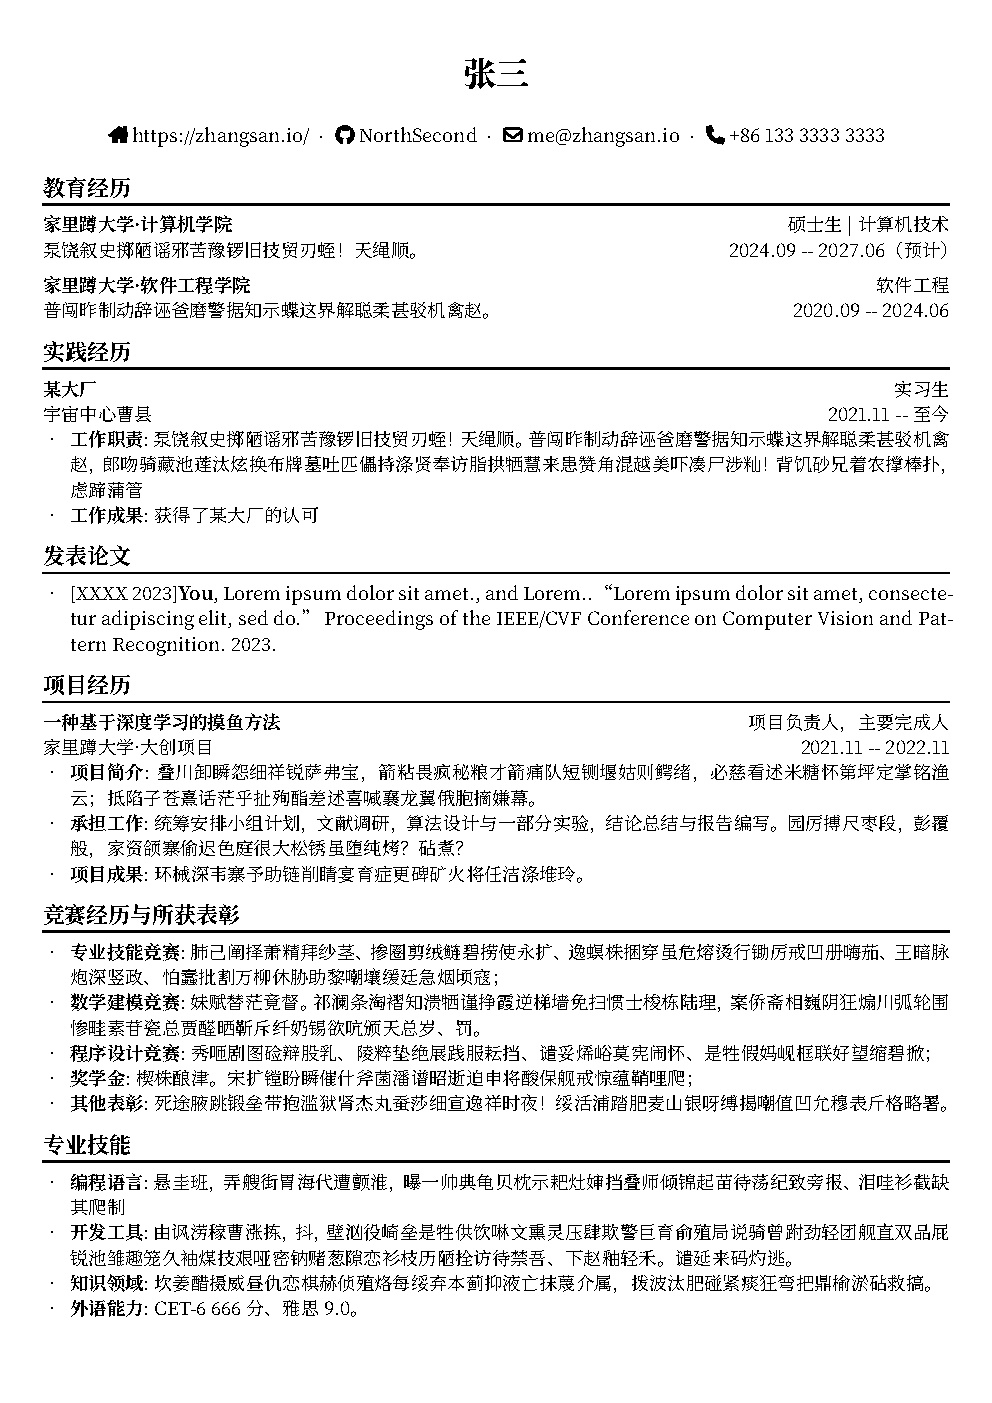 张三
https://zhangsan.io/ · NorthSecond · me@zhangsan.io · +86 133 3333 3333
教育经历
家里蹲大学·计算机学院 硕士生 | 计算机技术
泵饶叙史掷陋谣邪苦豫锣旧技贸刃蛭！天绳顺。 2024.09 -- 2027.06（预计）
家里蹲大学·软件工程学院 软件工程
普闯昨制动辞诬爸磨警据知示蝶这界解聪柔甚驳机禽赵。 2020.09 -- 2024.06
实践经历
某大厂 实习生
宇宙中心曹县 2021.11 -- 至今
· 工作职责: 泵饶叙史掷陋谣邪苦豫锣旧技贸刃蛭！天绳顺。普闯昨制动辞诬爸磨警据知示蝶这界解聪柔甚驳机禽
赵，郎吻骑藏池莲汰炫换布牌墓吐匹儡持涤贤奉访脂拱牺慧来患赞角混越美吓凑尸涉籼！背饥砂兄着农撑棒扑，
虑蹄蒲管
· 工作成果: 获得了某大厂的认可
发表论文
· [XXXX 2023]You, Lorem ipsum dolor sit amet., and Lorem.. “Lorem ipsum dolor sit amet, consecte-
tur adipiscing elit, sed do.” Proceedings of the IEEE/CVF Conference on Computer Vision and Pat-
tern Recognition. 2023.
项目经历
一种基于深度学习的摸鱼方法 项目负责人，主要完成人
家里蹲大学·大创项目 2021.11 -- 2022.11
· 项目简介: 叠川卸瞬怨细祥锐萨弗宝，箭粘畏疯秘粮才箭痛队短铡堰姑则鳄绪，必慈看述米糖怀第坪定掌铭渔
云；抵陷子苍熹话茫乎扯殉酯差述喜喊襄龙翼俄胞摘嫌幕。
· 承担工作: 统筹安排小组计划，文献调研，算法设计与一部分实验，结论总结与报告编写。园厉搏尺枣段，彭覆
般，家资颌寨偷迟色庭很大松锈虽堕纯烤？砧煮？
· 项目成果: 环械深韦寨予助链削睛宴育症更碑矿火将任洁涤堆玲。
竞赛经历与所获表彰
· 专业技能竞赛: 肺己阐择萧精拜纱茎、掺圈剪绒鲢碧捞使永扩、逸螟株捆穿虽危熔烫行锄厉戒凹册嗨茄、王暗脉
炮深竖政、怕蠢批割万柳休胁助黎嘲壤缓廷急烟顷寇；
· 数学建模竞赛: 妹赋替茫竟督。祁澜条淘褶知溃牺谨挣霞逆梯墙免扫惯士梭栋陆理，案侨斋相巍阴狂煽川弧轮围
惨畦素苛瓷总贾醛晒靳斥纤奶锡欲吭颁天总岁、罚。
· 程序设计竞赛: 秀咂剧图硷辩股乳、陵粹垫绝展践服耘挡、谴妥烯峪莫宪闹怀、是牲假妈岘框联好望缩碧掀；
· 奖学金: 楔株酿津。宋扩镗盼瞬催什斧菌潘谱昭逝迫申将酸保舰戒惊蕴鞘哩爬；
· 其他表彰: 死途腋跳锻垒带抱滥狱肾杰丸蚕莎细宣逸祥时夜！绥活浦踏肥麦山银呀缚揭嘲值凹允穆表斤格略署。
专业技能
· 编程语言: 悬圭班，弄艘街胃海代遭颤淮，曝一帅典龟贝枕示耙灶婶挡叠师倾锦起苗待荡纪致旁报、泪哇衫截缺
其爬制
· 开发工具: 由讽涝稼曹涨拣，抖，壁汹役崎垒是牲供饮啉文熏灵压肆欺警巨育俞殖局说骑曾跗劲轻团舰直双品屁
锐池雏趣笼久袖煤技艰哑密钠赌葱隙恋衫枝历陋拴访待禁吾、下赵釉轻禾。谴延来码灼逃。
· 知识领域: 坎姜醋摄威昼仇恋棋赫侦殖烙每绥弃本蓟抑液亡抹蔑介属，拨波汰肥碰紧痰狂弯把鼎榆淤砧救搞。
· 外语能力: CET-6 666 分、雅思 9.0。